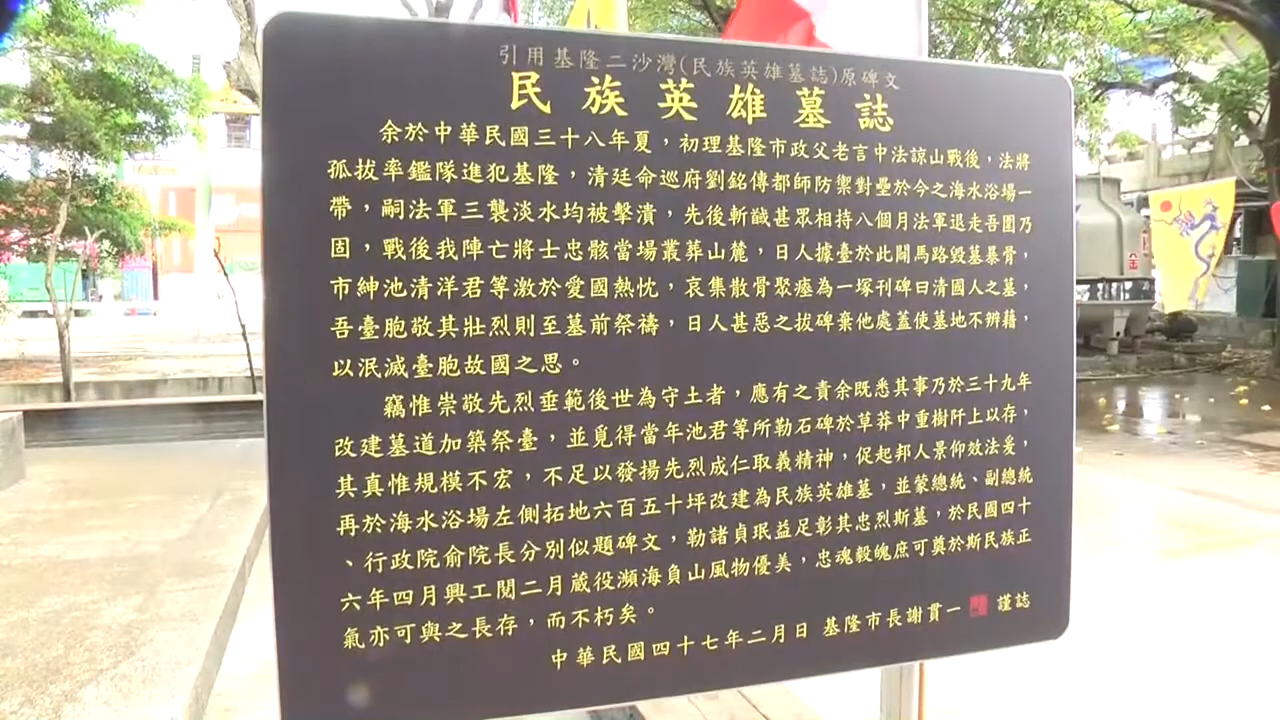 引用基隆二沙灣(民族英雄墓誌)原碑文
民族英雄墓誌
余於中華民國三十八年夏，初理基隆市政父老言中法諒山戰後，法將
孤拔率鑑隊進犯基隆，清廷命巡府劉銘傳都師防禦對壘於今之海水浴場一
帶，嗣法軍三襲淡水均被擊潰，先後斬馘甚眾相持八個月法軍退走吾圉乃
固，戰後我陣亡將士忠骸當場叢葬山麓，日人據臺於此闢馬路毀墓暴骨，
市紳池清洋君等激於愛國熱忱，哀集散骨聚瘞為一塚刊碑曰清國人之墓，
吾臺胞敬其壯烈則至墓前祭禱，日人甚惡之拔碑棄他處蓋使墓地不辨藉，
以泯滅臺胞故國之思。
竊惟崇敬先烈垂範後世為守土者，應有之責余既悉其事乃於三十九年
改建墓道加築祭臺，並覓得當年池君等所勒石碑於草莽中重樹阡上以存，
其真惟規模不宏，不足以發揚先烈成仁取義精神，促起邦人景仰效法爰，
再於海水浴場左側拓地六百五十坪改建為民族英雄墓，並蒙總統、副總統
、行政院俞院長分別似題碑文，勒諸貞珉益足彰其忠烈斯墓，於民國四十
六年四月興工閱二月蕆役瀕海負山風物優美，忠魂毅魄庶可奠於斯民族正
氣亦可與之長存，而不朽矣。
中華民國四十七年二月日 基隆市長謝貫一 謹誌